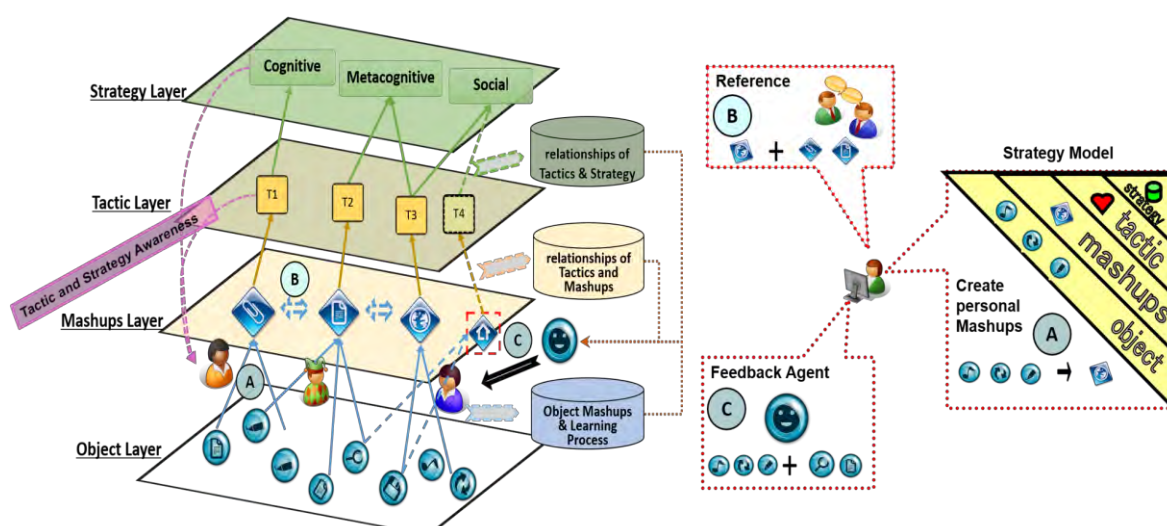 Strategy Layer
Cognitive
Metacognitive
Social
relationships of
Tactics & Strategy
Tactic Layer
T1
T2
T3
T4
Tactic and Strategy Awareness
relationships of
Tactics and
Mashups
Mashups Layer
B
C
A
Object Mashups
& Learning
Process
Object Layer
Reference
B
+
Strategy Model
strategy
tactic
mashups
object
Create
personal
Mashups
A
Feedback Agent
C
+